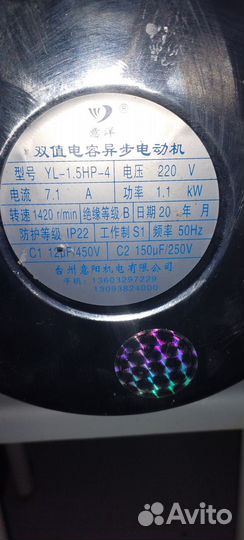 意洋 ®
双值电容异步电动机
型号 YL-1.5HP-4 电压 220 V
电流 7.1 A 功率 1.1 kW
转速 1420 r/min 绝缘等级 B 日期 20 年 月
防护等级 IP22 工作制 S1 频率 50Hz
C1 12μF/450V C2 150μF/250V
台州意阳机电有限公司
手机:13603297229
13093824000
Avito